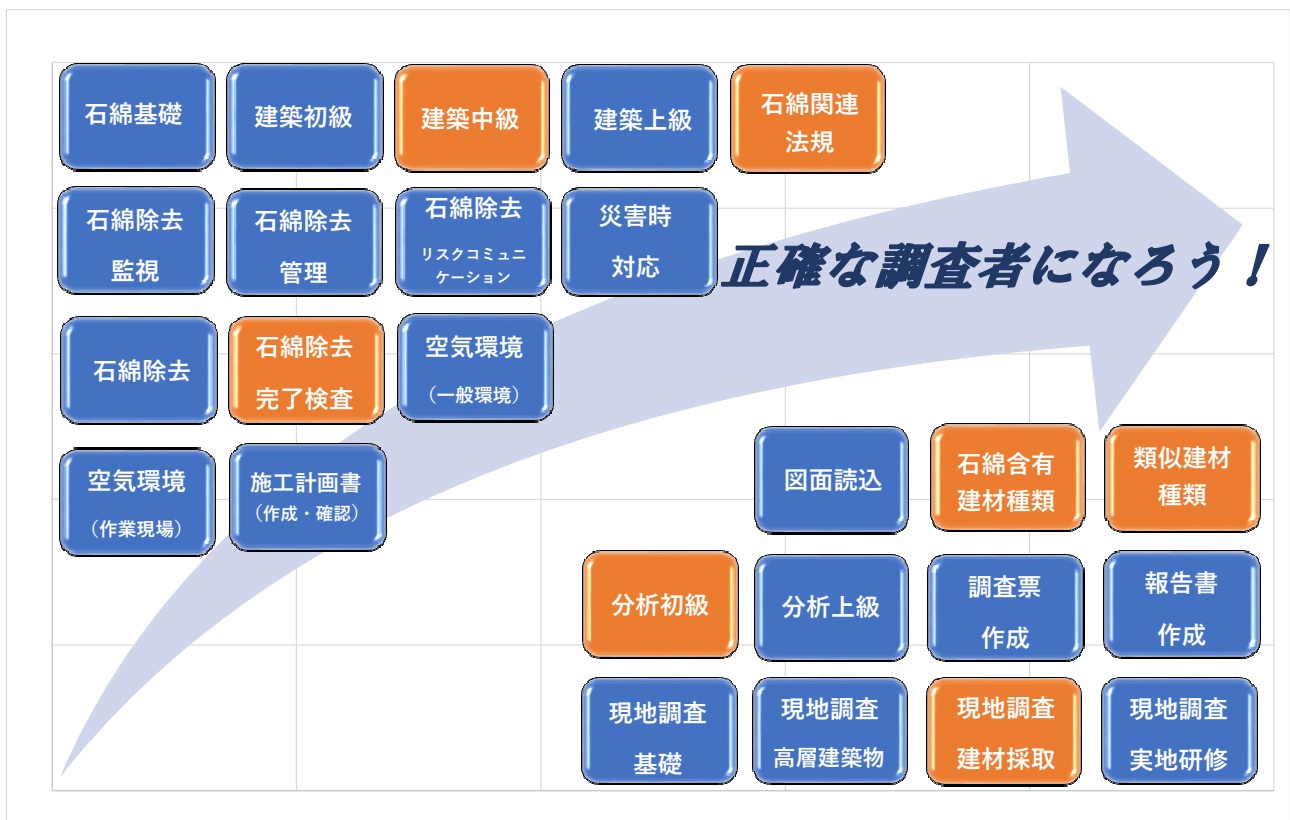 石綿基礎
建築初級
建築中級
建築上級
石綿関連
法規
石綿除去
監視
石綿除去
管理
石綿除去
リスクコミュニ
ケーション
災害時
対応
正確な調査者になろう！
石綿除去
石綿除去
完了検査
空気環境
（一般環境）
空気環境
（作業現場）
施工計画書
（作成・確認）
図面読込
石綿含有
建材種類
類似建材
種類
分析初級
分析上級
調査票
作成
報告書
作成
現地調査
基礎
現地調査
高層建築物
現地調査
建材採取
現地調査
実地研修